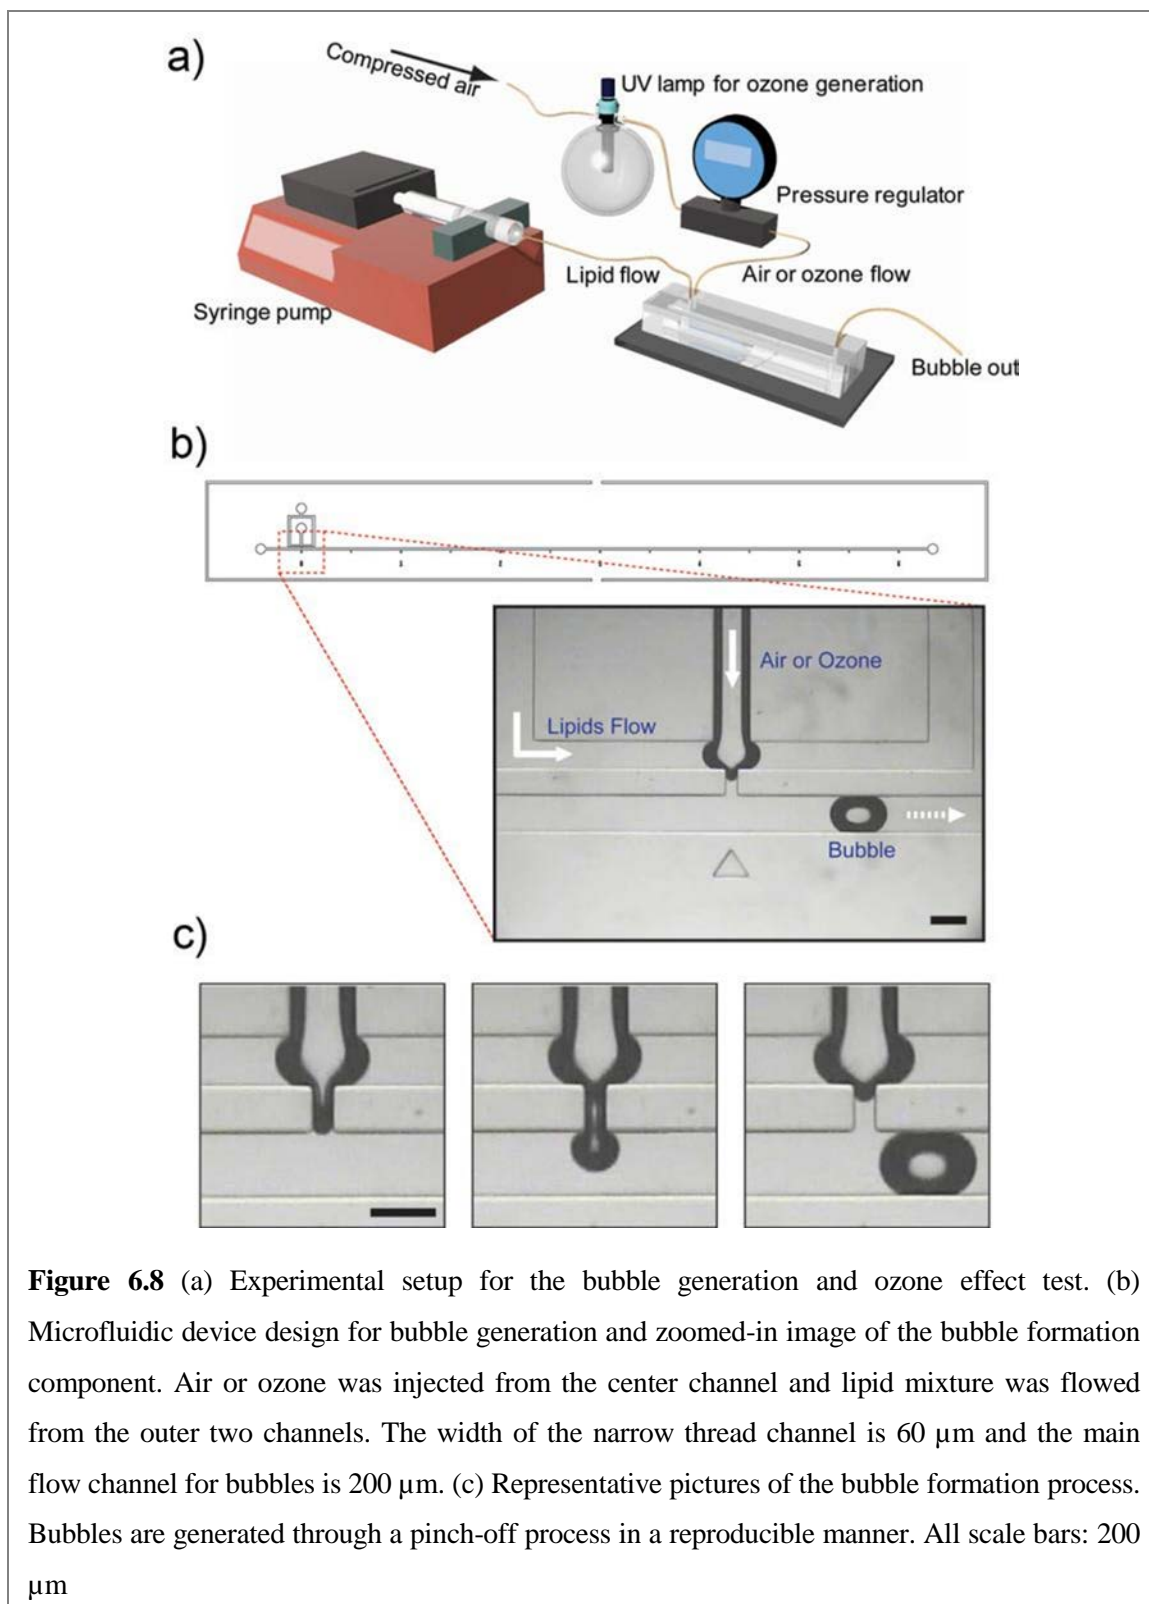 a)
Compressed air
UV lamp for ozone generation
Pressure regulator
Lipid flow
Air or ozone flow
Syringe pump
Bubble out
b)
Air or Ozone
Lipids Flow
Bubble
c)
Figure 6.8 (a) Experimental setup for the bubble generation and ozone effect test. (b)
Microfluidic device design for bubble generation and zoomed-in image of the bubble formation
component. Air or ozone was injected from the center channel and lipid mixture was flowed
from the outer two channels. The width of the narrow thread channel is 60 µm and the main
flow channel for bubbles is 200 µm. (c) Representative pictures of the bubble formation process.
Bubbles are generated through a pinch-off process in a reproducible manner. All scale bars: 200
µm